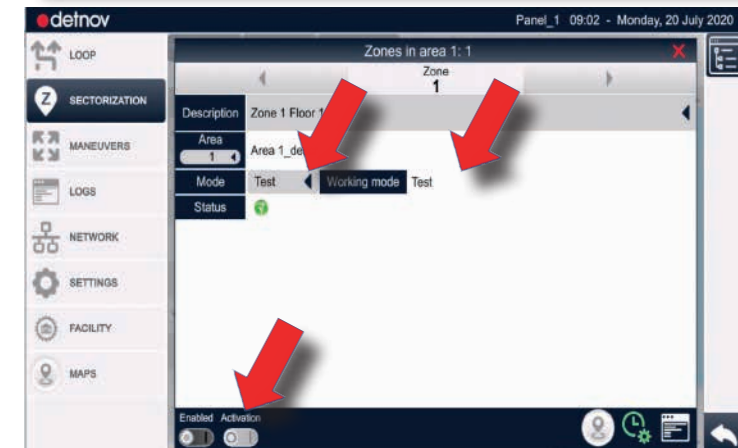 detnov
Panel_1 09:02 - Monday, 20 July 2020
LOOP
SECTORIZATION
MANEUVERS
LOGS
NETWORK
SETTINGS
FACILITY
MAPS
Zones in area 1: 1 X
Zone
1
Description Zone 1 Floor 1
Area
1
Area 1_de
Mode Test Working mode Test
Status
Enabled Activation